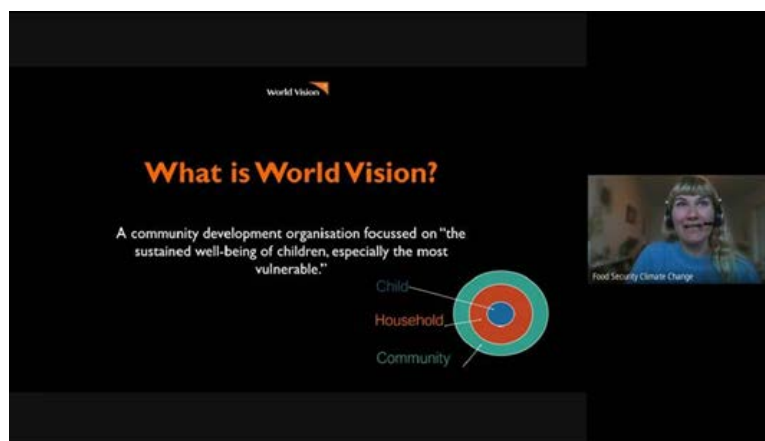 World Vision
What is World Vision?
A community development organisation focussed on "the
sustained well-being of children, especially the most
vulnerable."
Child
Household
Community
Food Security Climate Change